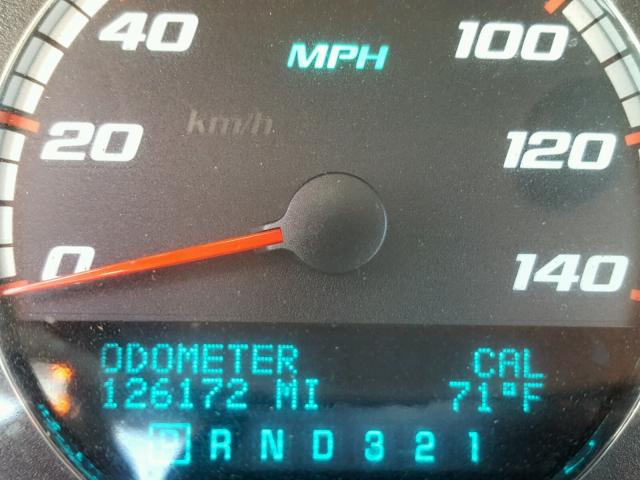 40 MPH 100
km/h
20 120
0 140
ODOMETER CAL
126172 MI 71°F
P R N D 3 2 1